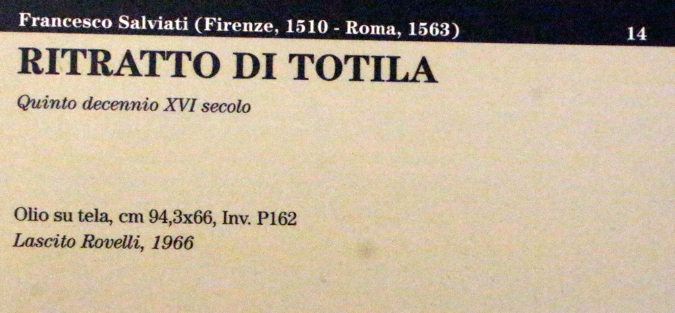 Francesco Salviati (Firenze, 1510 - Roma, 1563) 14
RITRATTO DI TOTILA
Quinto decennio XVI secolo
Olio su tela, cm 94,3x66, Inv. P162
Lascito Rovelli, 1966